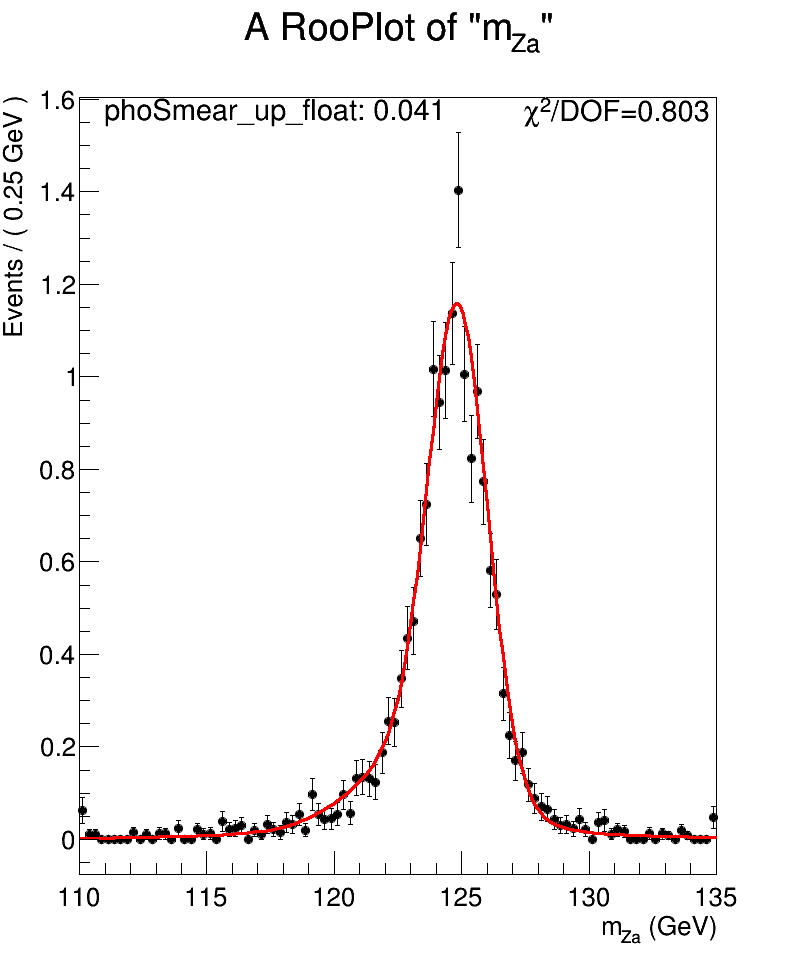 A RooPlot of "m_Za"
phoSmear_up_float: 0.041
χ²/DOF=0.803
Events / ( 0.25 GeV )
1.6
1.4
1.2
1
0.8
0.6
0.4
0.2
0
110 115 120 125 130 135
m_Za (GeV)